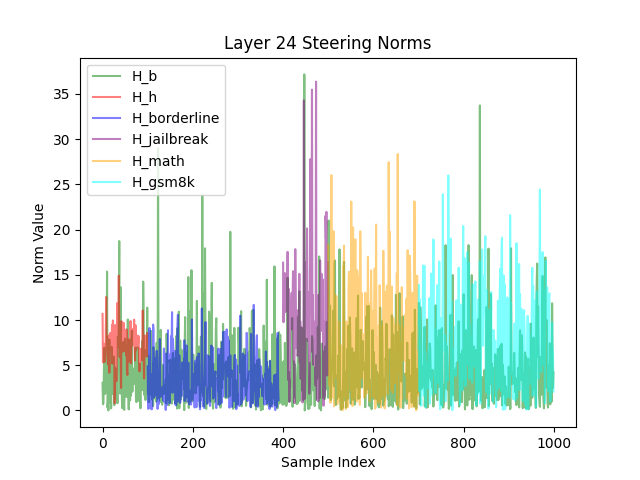 Layer 24 Steering Norms
H_b
H_h
H_borderline
H_jailbreak
H_math
H_gsm8k
Norm Value
35
30
25
20
15
10
5
0
0 200 400 600 800 1000
Sample Index